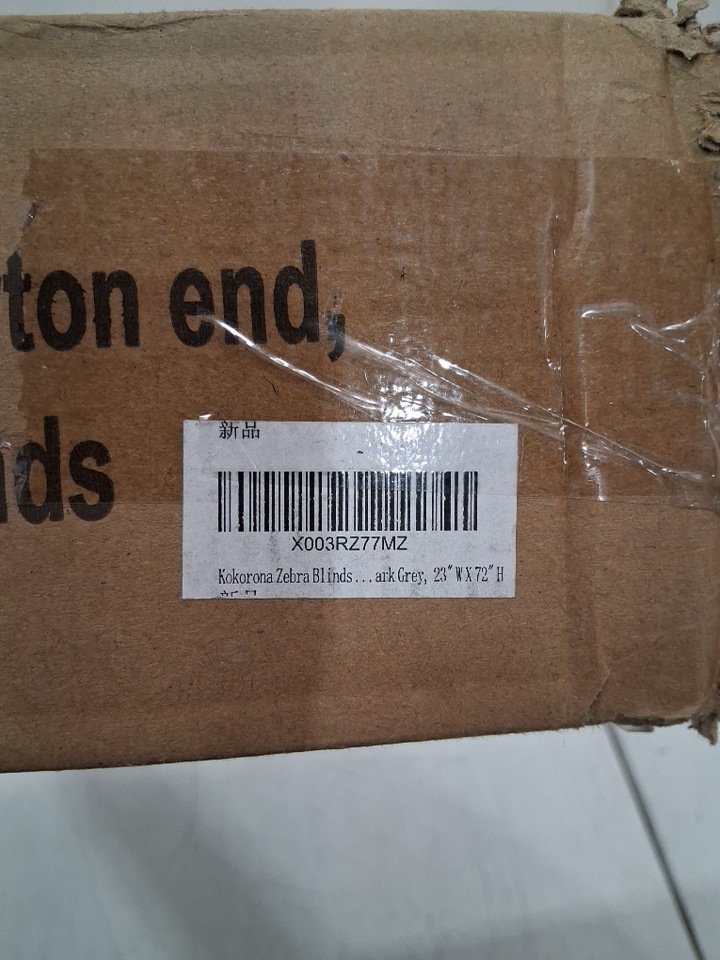 ton end,
ds
新品
X003RZ77MZ
Kokorona Zebra Blinds...ark Grey, 23"W X 72"H